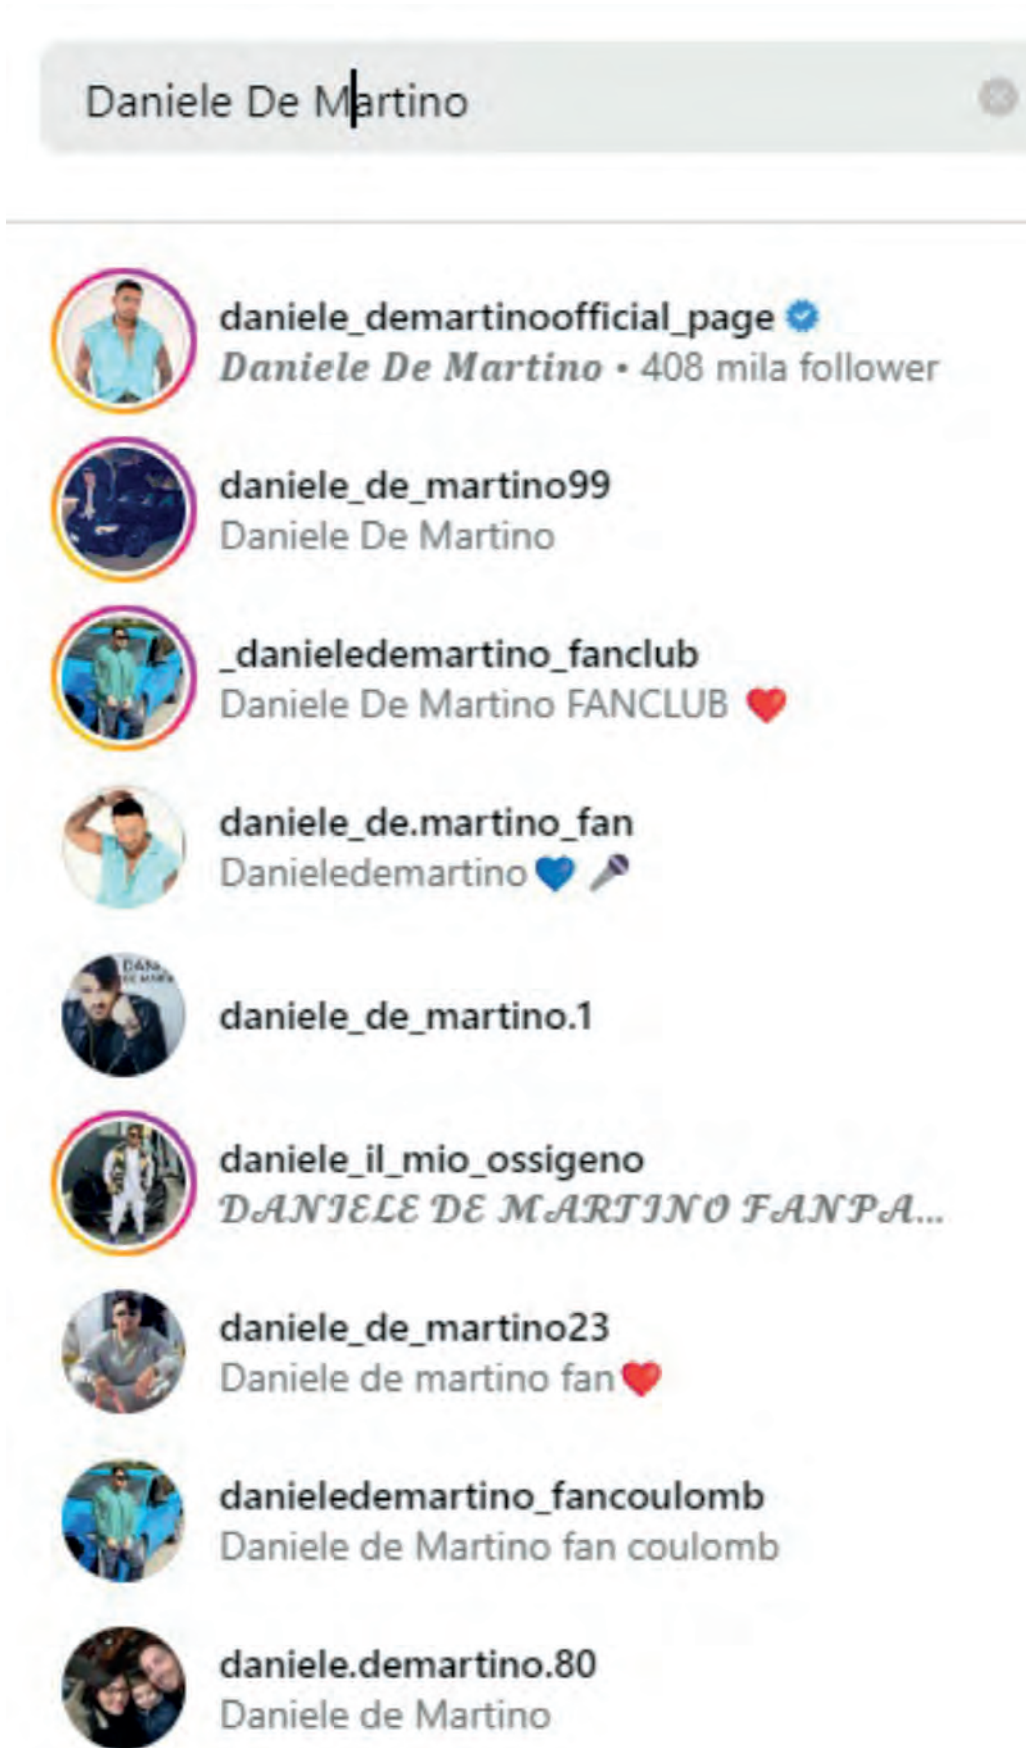 Daniele De Martino
daniele_demartinoofficial_page
Daniele De Martino • 408 mila follower
daniele_de_martino99
Daniele De Martino
_danieledemartino_fanclub
Daniele De Martino FANCLUB ❤️
daniele_de.martino_fan
Danieledemartino💙 🎤
daniele_de_martino.1
daniele_il_mio_ossigeno
DANIELE DE MARTINO FANPA...
daniele_de_martino23
Daniele de martino fan❤️
danieledemartino_fancoulomb
Daniele de Martino fan coulomb
daniele.demartino.80
Daniele de Martino